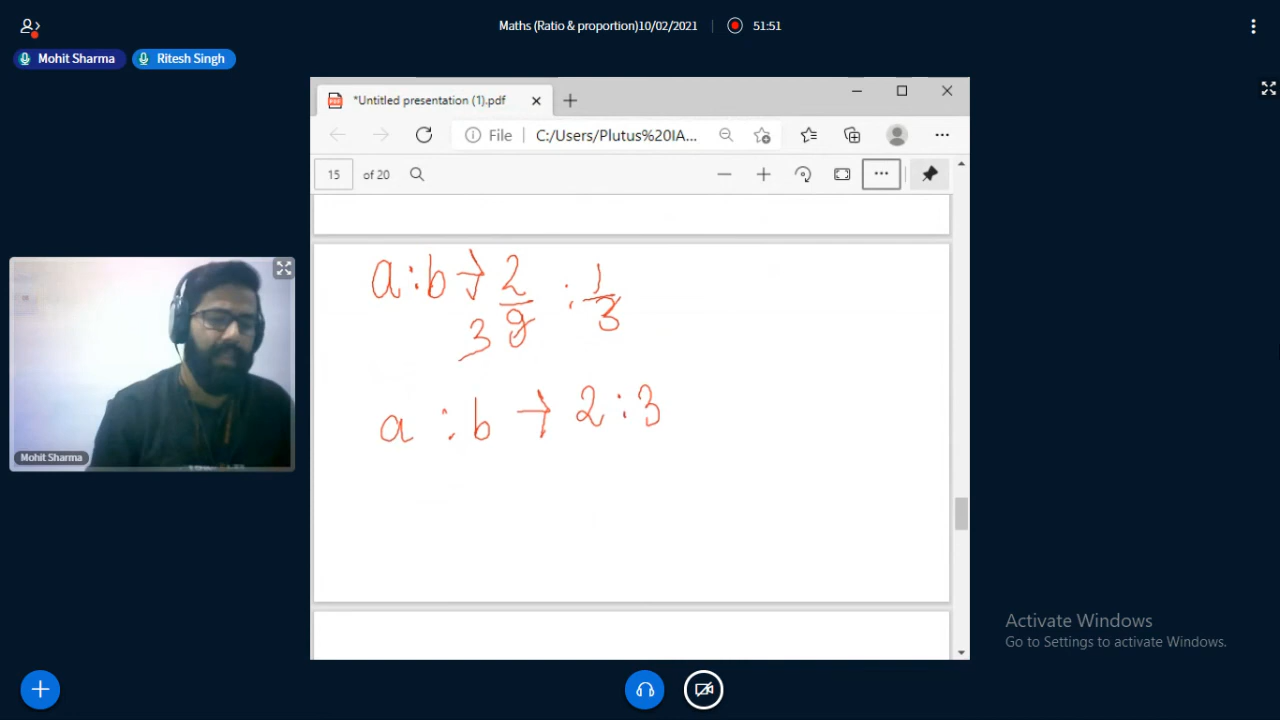 Maths (Ratio & proportion)10/02/2021
51:51
Mohit Sharma
Ritesh Singh
*Untitled presentation (1).pdf
File
C:/Users/Plutus%20IA...
15
of 20
a:b → 2/9 : 1/3
3
a : b → 2:3
Mohit Sharma
Activate Windows
Go to Settings to activate Windows.